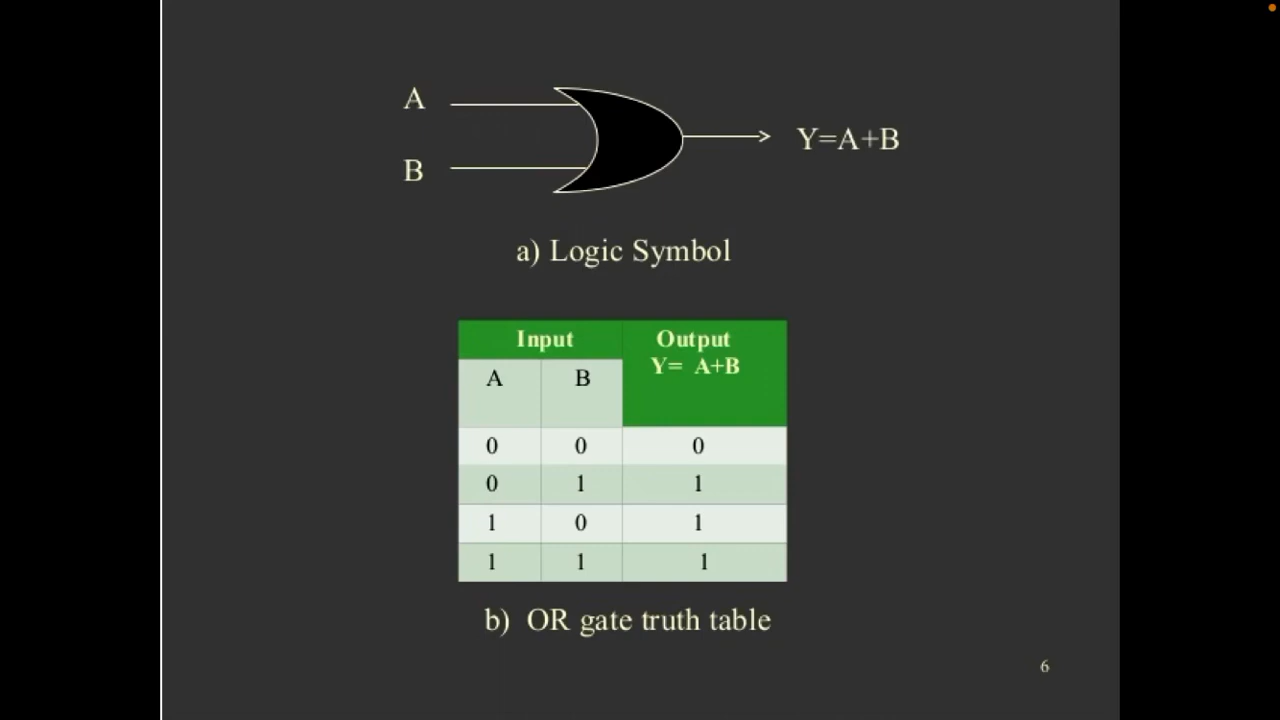 A
B
Y=A+B
a) Logic Symbol
Input
Output
Y= A+B
A B
0 0 0
0 1 1
1 0 1
1 1 1
b) OR gate truth table
6